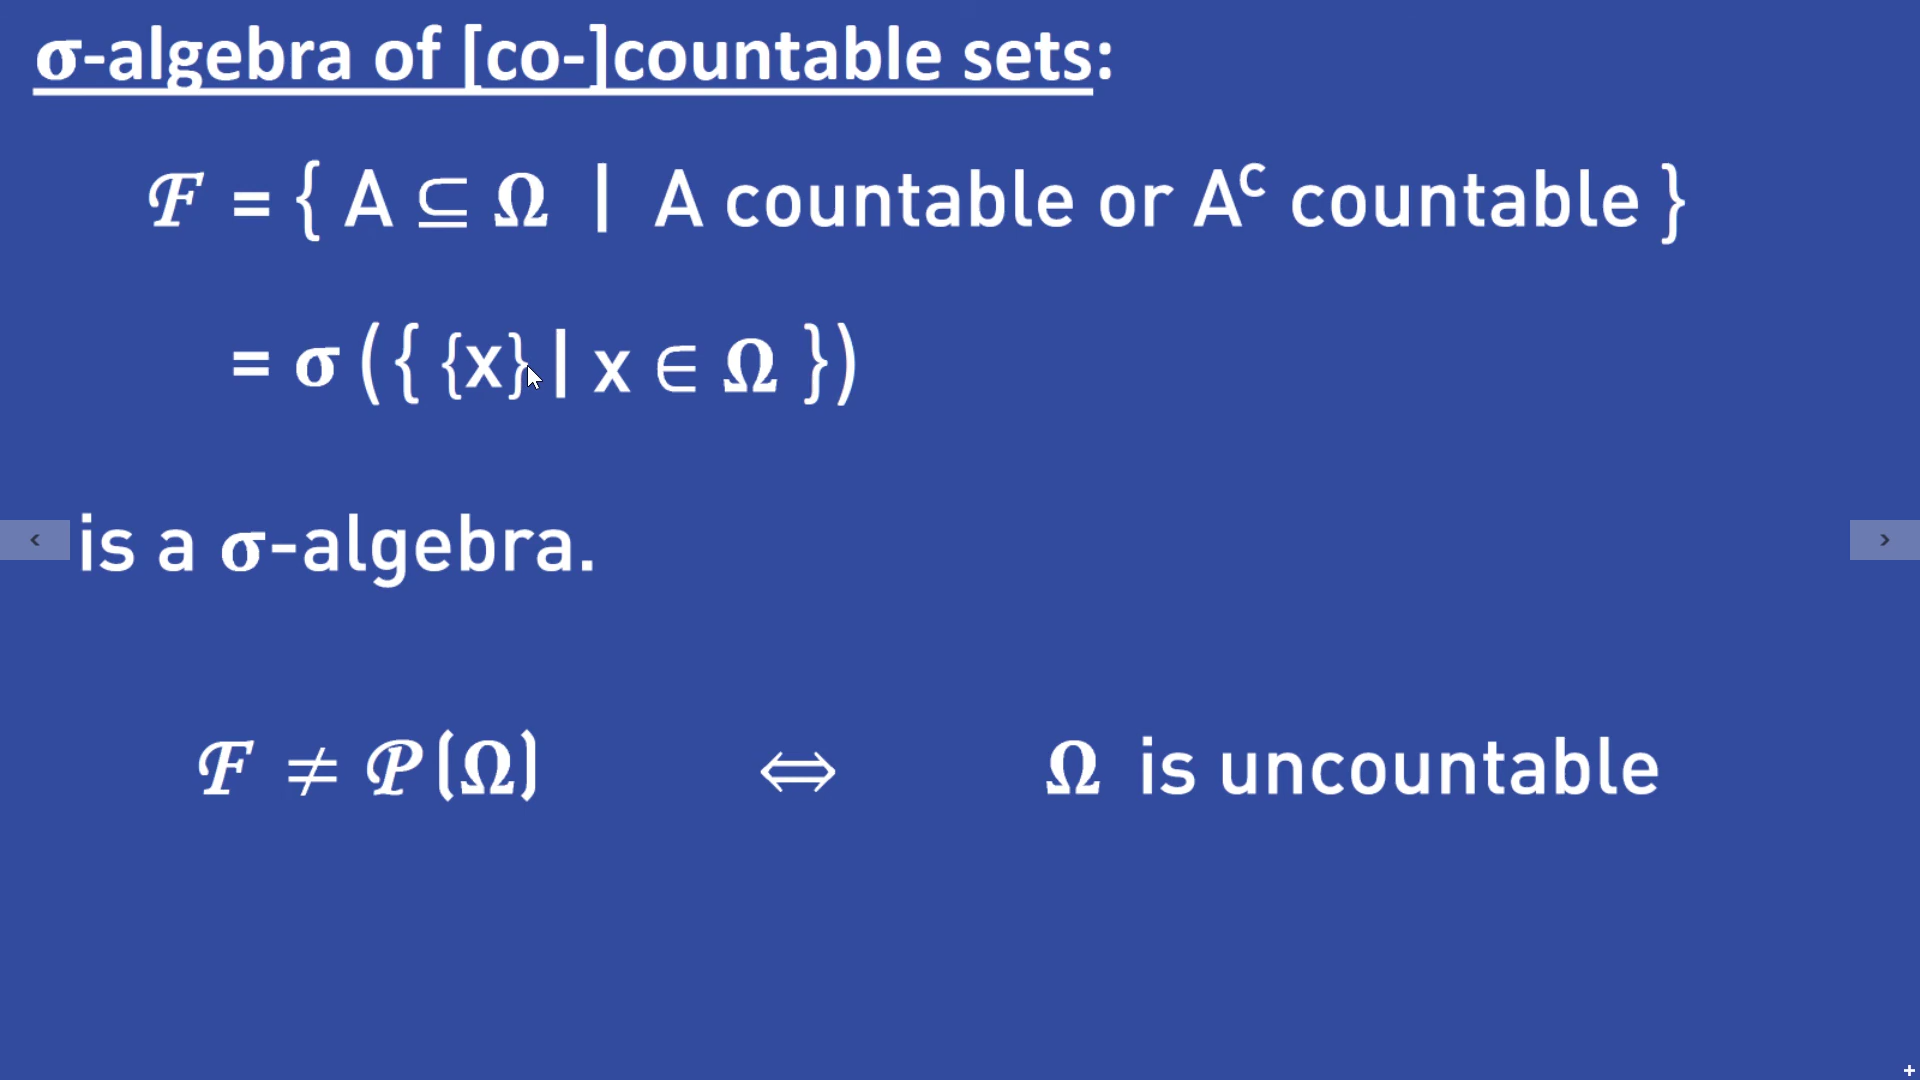 σ-algebra of [co-]countable sets:
ℱ = { A ⊆ Ω | A countable or Aᶜ countable }
= σ ({ {x} | x ∈ Ω })
is a σ-algebra.
ℱ ≠ 𝒫(Ω) ⇔ Ω is uncountable